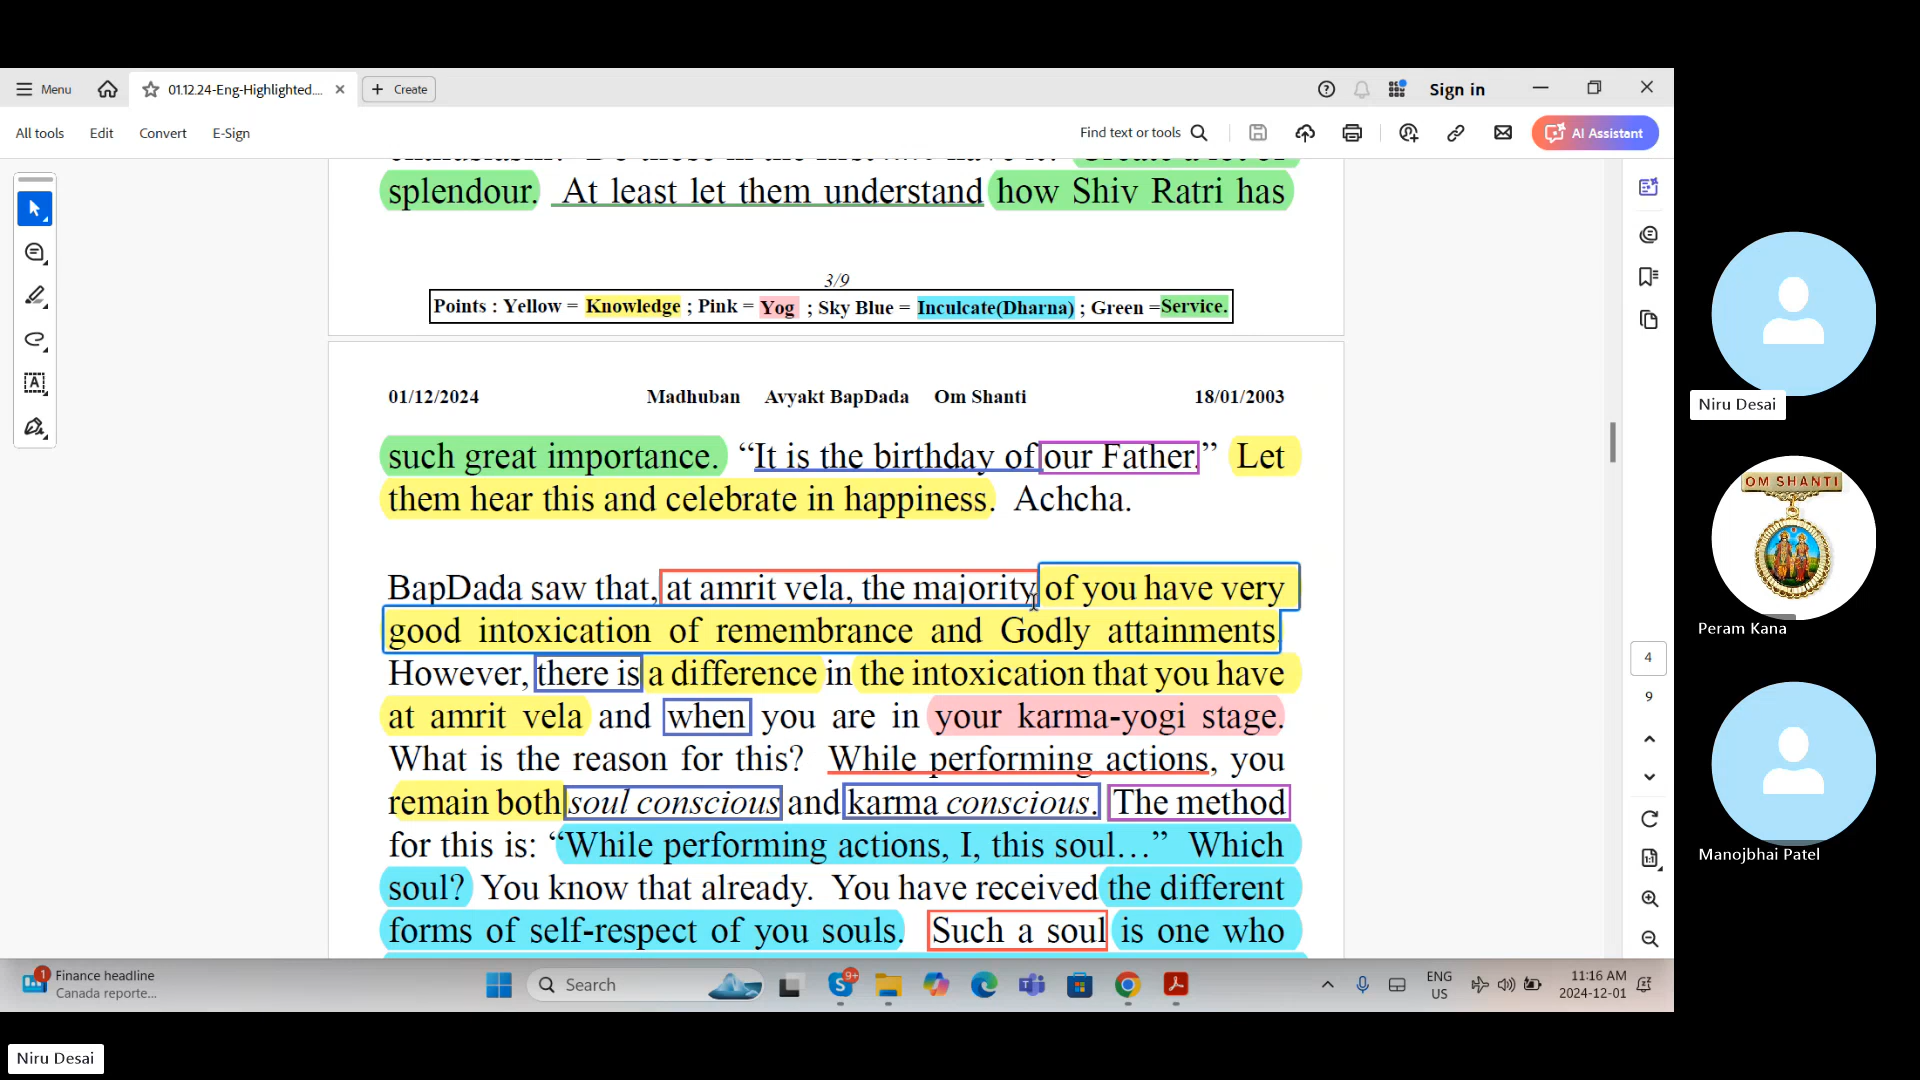 Menu
01.12.24-Eng-Highlighted....
Create
Sign in
All tools
Edit
Convert
E-Sign
Find text or tools
AI Assistant
splendour. At least let them understand how Shiv Ratri has
3/9
Points : Yellow = Knowledge ; Pink = Yog ; Sky Blue = Inculcate(Dharna) ; Green =Service.
01/12/2024 Madhuban Avyakt BapDada Om Shanti 18/01/2003
such great importance. “It is the birthday of our Father.” Let
them hear this and celebrate in happiness. Achcha.
BapDada saw that, at amrit vela, the majority of you have very
good intoxication of remembrance and Godly attainments.
However, there is a difference in the intoxication that you have
at amrit vela and when you are in your karma-yogi stage.
What is the reason for this? While performing actions, you
remain both soul conscious and karma conscious. The method
for this is: “While performing actions, I, this soul…” Which
soul? You know that already. You have received the different
forms of self-respect of you souls. Such a soul is one who
4
9
Niru Desai
OM SHANTI
Peram Kana
Manojbhai Patel
1
Finance headline
Canada reporte...
Search
9+
ENG
US
11:16 AM
2024-12-01
Niru Desai